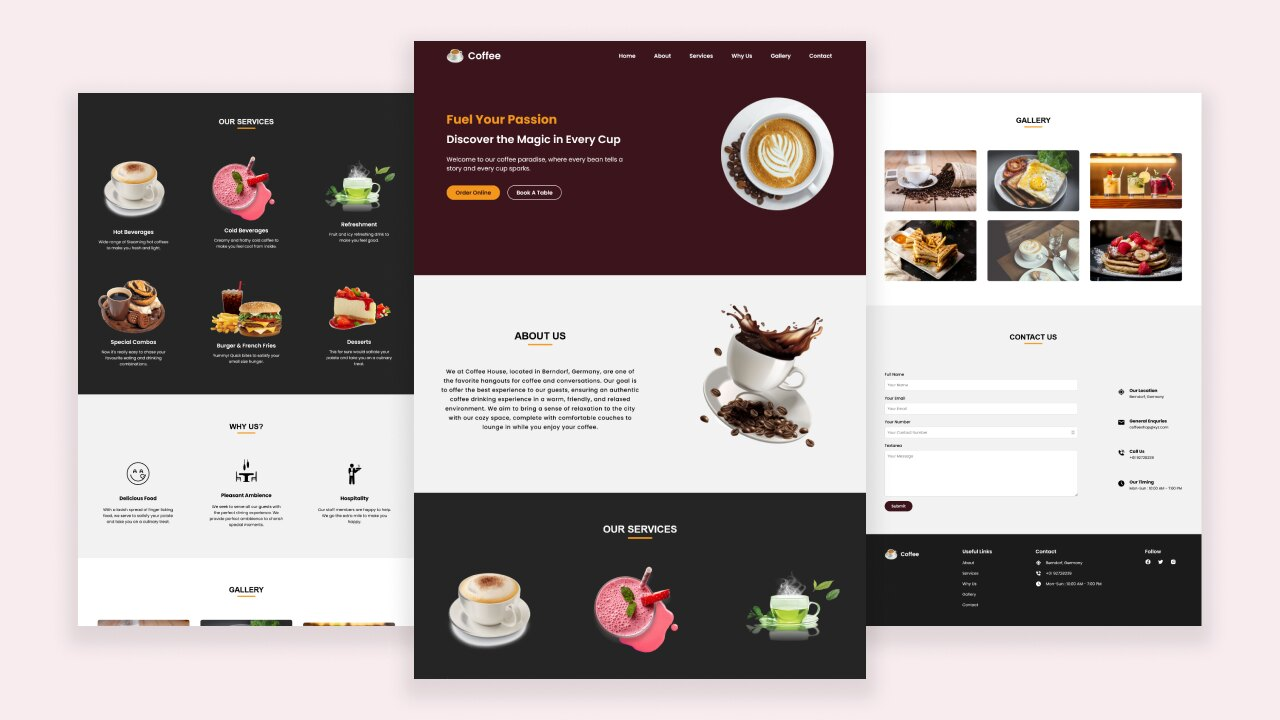 OUR SERVICES
Hot Beverages
Wide range of Steaming hot coffees
to make you fresh and light.
Cold Beverages
Creamy and frothy cold coffee to
make you feel cool from inside.
Refreshment
Fruit and icy refreshing drink to
make you feel good.
Special Combos
Now it's really easy to chose your
favourite eating and drinking
combinations.
Burger & French Fries
Yummy! Quick bites to satisfy your
small size hunger.
Desserts
This for sure would satiate your
palate and take you on a culinary
treat.
WHY US?
Delicious Food
With a lavish spread of finger licking
food, we serve to satisfy your palate
and take you on a culinary treat.
Pleasant Ambience
We seek to serve all our guests with
the perfect dining experience. We
provide perfect ambience to cherish
special moments.
Hospitality
Our staff members are happy to help.
We go the extra mile to make you
happy.
GALLERY
Coffee
Home About Services Why Us Gallery Contact
Fuel Your Passion
Discover the Magic in Every Cup
Welcome to our coffee paradise, where every bean tells a
story and every cup sparks.
Order Online Book A Table
ABOUT US
We at Coffee House, located in Berndorf, Germany, are one of
the favorite hangouts for coffee and conversations. Our goal is
to offer the best experience to our guests, ensuring an authentic
coffee drinking experience in a warm, friendly, and relaxed
environment. We aim to bring a sense of relaxation to the city
with our cozy space, complete with comfortable couches to
lounge in while you enjoy your coffee.
OUR SERVICES
GALLERY
CONTACT US
Full Name
Your Name
Your Email
Your Email
Your Number
Your Contact Number
Textarea
Your Message
Submit
Our Location
Berndorf, Germany
General Enquries
coffeeshop@xyz.com
Call Us
Our Timing
Mon-Sun : 10:00 AM - 7:00 PM
Coffee
Useful Links
About
Services
Why Us
Gallery
Contact
Contact
Berndorf, Germany
Mon-Sun : 10:00 AM - 7:00 PM
Follow